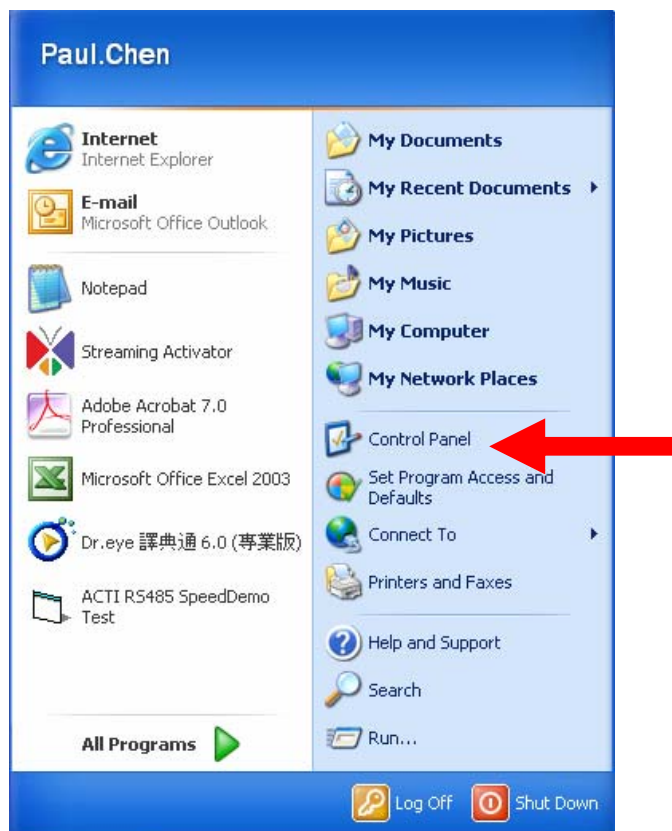 Paul.Chen
Internet
Internet Explorer
E-mail
Microsoft Office Outlook
Notepad
Streaming Activator
Adobe Acrobat 7.0
Professional
Microsoft Office Excel 2003
Dr.eye 譯典通 6.0 (專業版)
ACTI RS485 SpeedDemo
Test
All Programs
My Documents
My Recent Documents
My Pictures
My Music
My Computer
My Network Places
Control Panel
Set Program Access and
Defaults
Connect To
Printers and Faxes
Help and Support
Search
Run...
Log Off
Shut Down